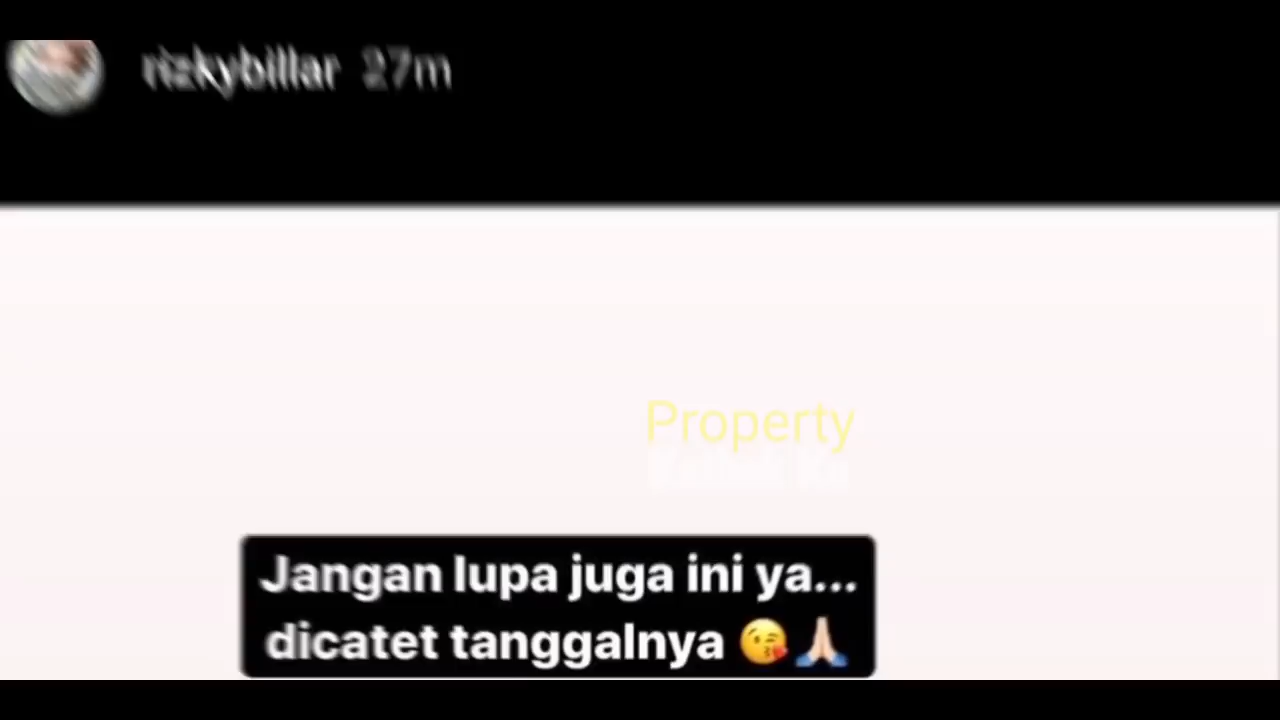 rizkybillar 27m
Property
Jangan lupa juga ini ya...
dicatet tanggalnya 😘🙏🏻